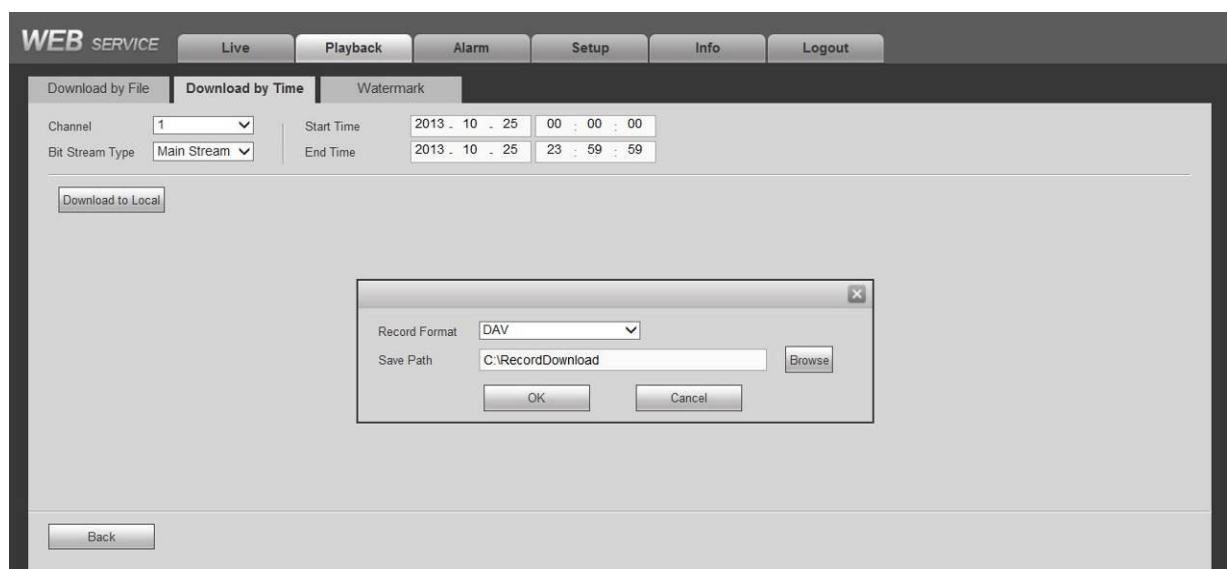 WEB SERVICE Live Playback Alarm Setup Info Logout
Download by File Download by Time Watermark
Channel 1 Start Time 2013 - 10 - 25 00 : 00 : 00
Bit Stream Type Main Stream End Time 2013 - 10 - 25 23 : 59 : 59
Download to Local
Record Format DAV
Save Path C:\RecordDownload Browse
OK Cancel
Back